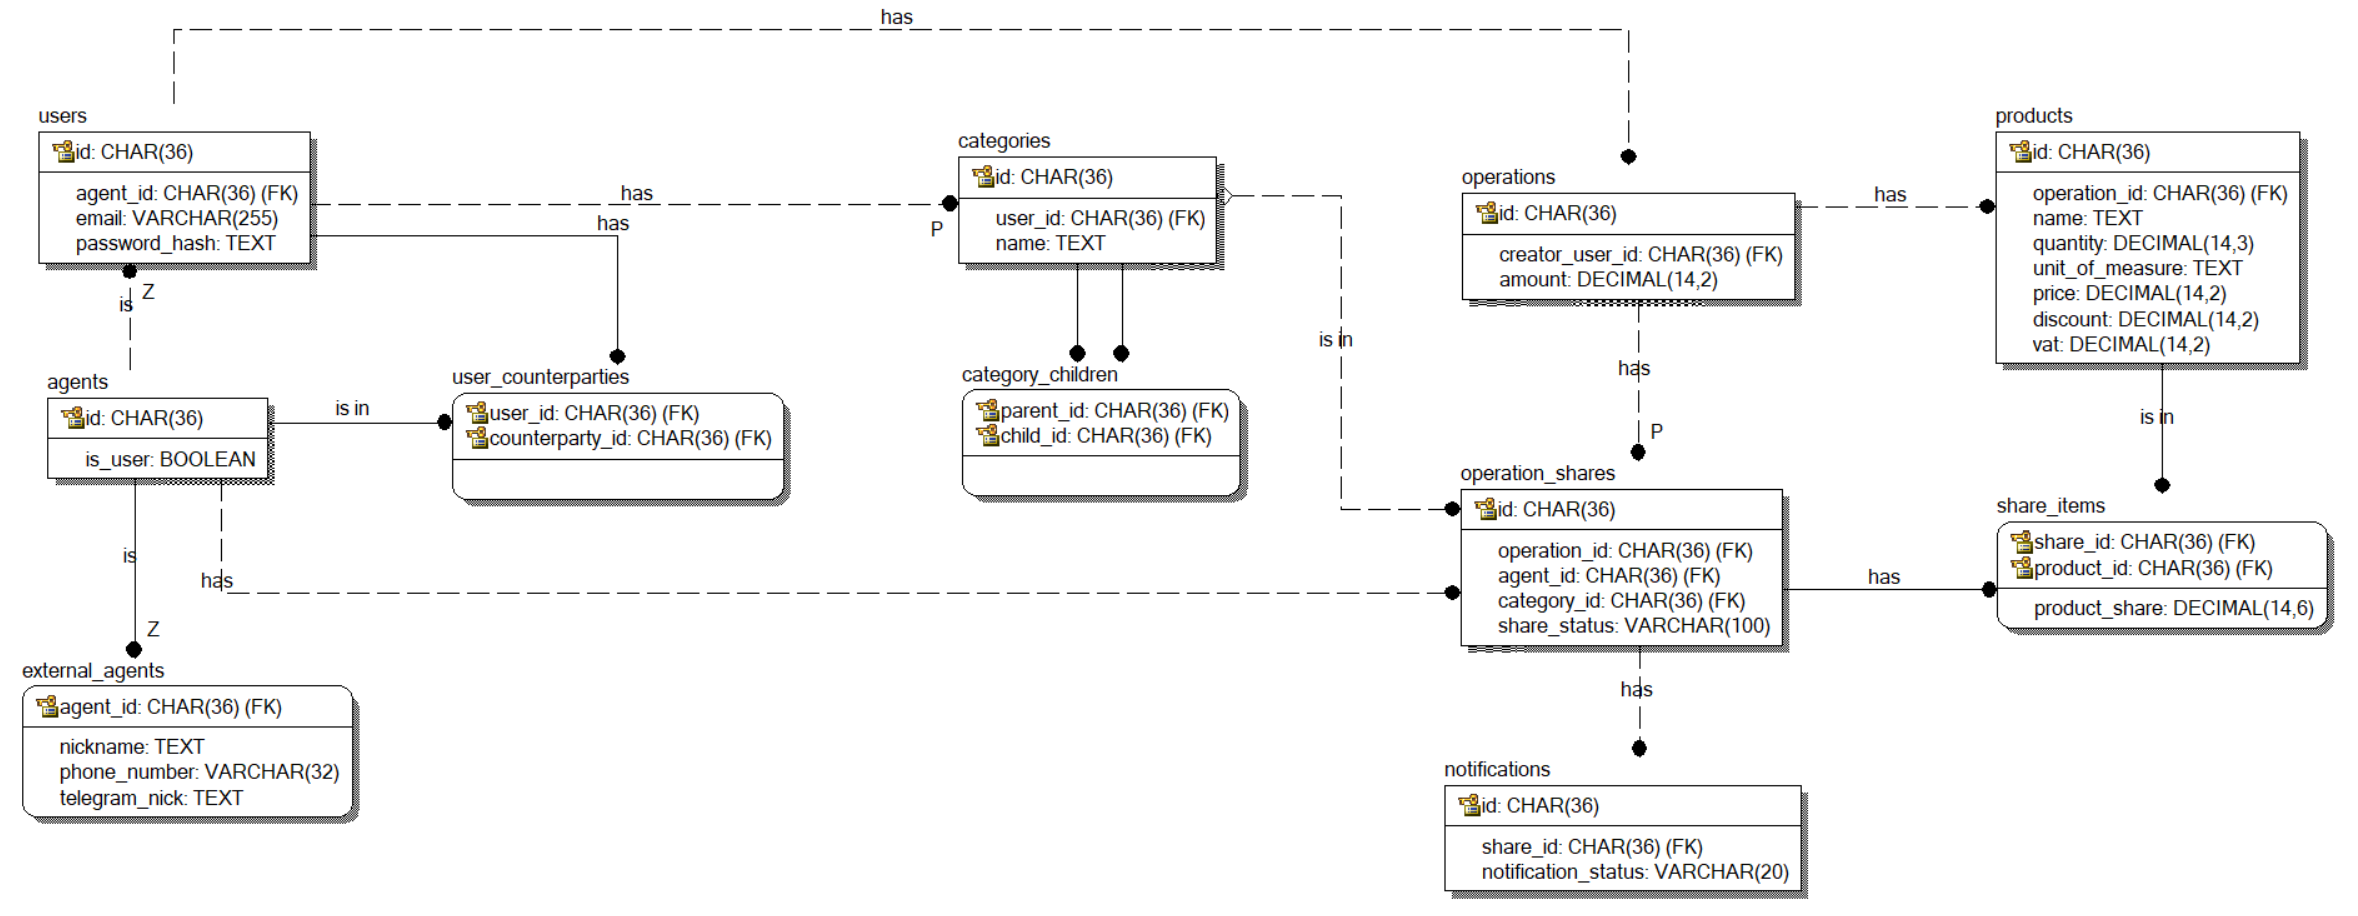 has
users
id: CHAR(36)
agent_id: CHAR(36) (FK)
email: VARCHAR(255)
password_hash: TEXT
has
has
P
categories
id: CHAR(36)
user_id: CHAR(36) (FK)
name: TEXT
operations
id: CHAR(36)
creator_user_id: CHAR(36) (FK)
amount: DECIMAL(14,2)
has
products
id: CHAR(36)
operation_id: CHAR(36) (FK)
name: TEXT
quantity: DECIMAL(14,3)
unit_of_measure: TEXT
price: DECIMAL(14,2)
discount: DECIMAL(14,2)
vat: DECIMAL(14,2)
Z
is
is in
has
P
is in
agents
id: CHAR(36)
is_user: BOOLEAN
is in
user_counterparties
user_id: CHAR(36) (FK)
counterparty_id: CHAR(36) (FK)
category_children
parent_id: CHAR(36) (FK)
child_id: CHAR(36) (FK)
operation_shares
id: CHAR(36)
operation_id: CHAR(36) (FK)
agent_id: CHAR(36) (FK)
category_id: CHAR(36) (FK)
share_status: VARCHAR(100)
has
share_items
share_id: CHAR(36) (FK)
product_id: CHAR(36) (FK)
product_share: DECIMAL(14,6)
is
has
Z
external_agents
agent_id: CHAR(36) (FK)
nickname: TEXT
phone_number: VARCHAR(32)
telegram_nick: TEXT
has
notifications
id: CHAR(36)
share_id: CHAR(36) (FK)
notification_status: VARCHAR(20)